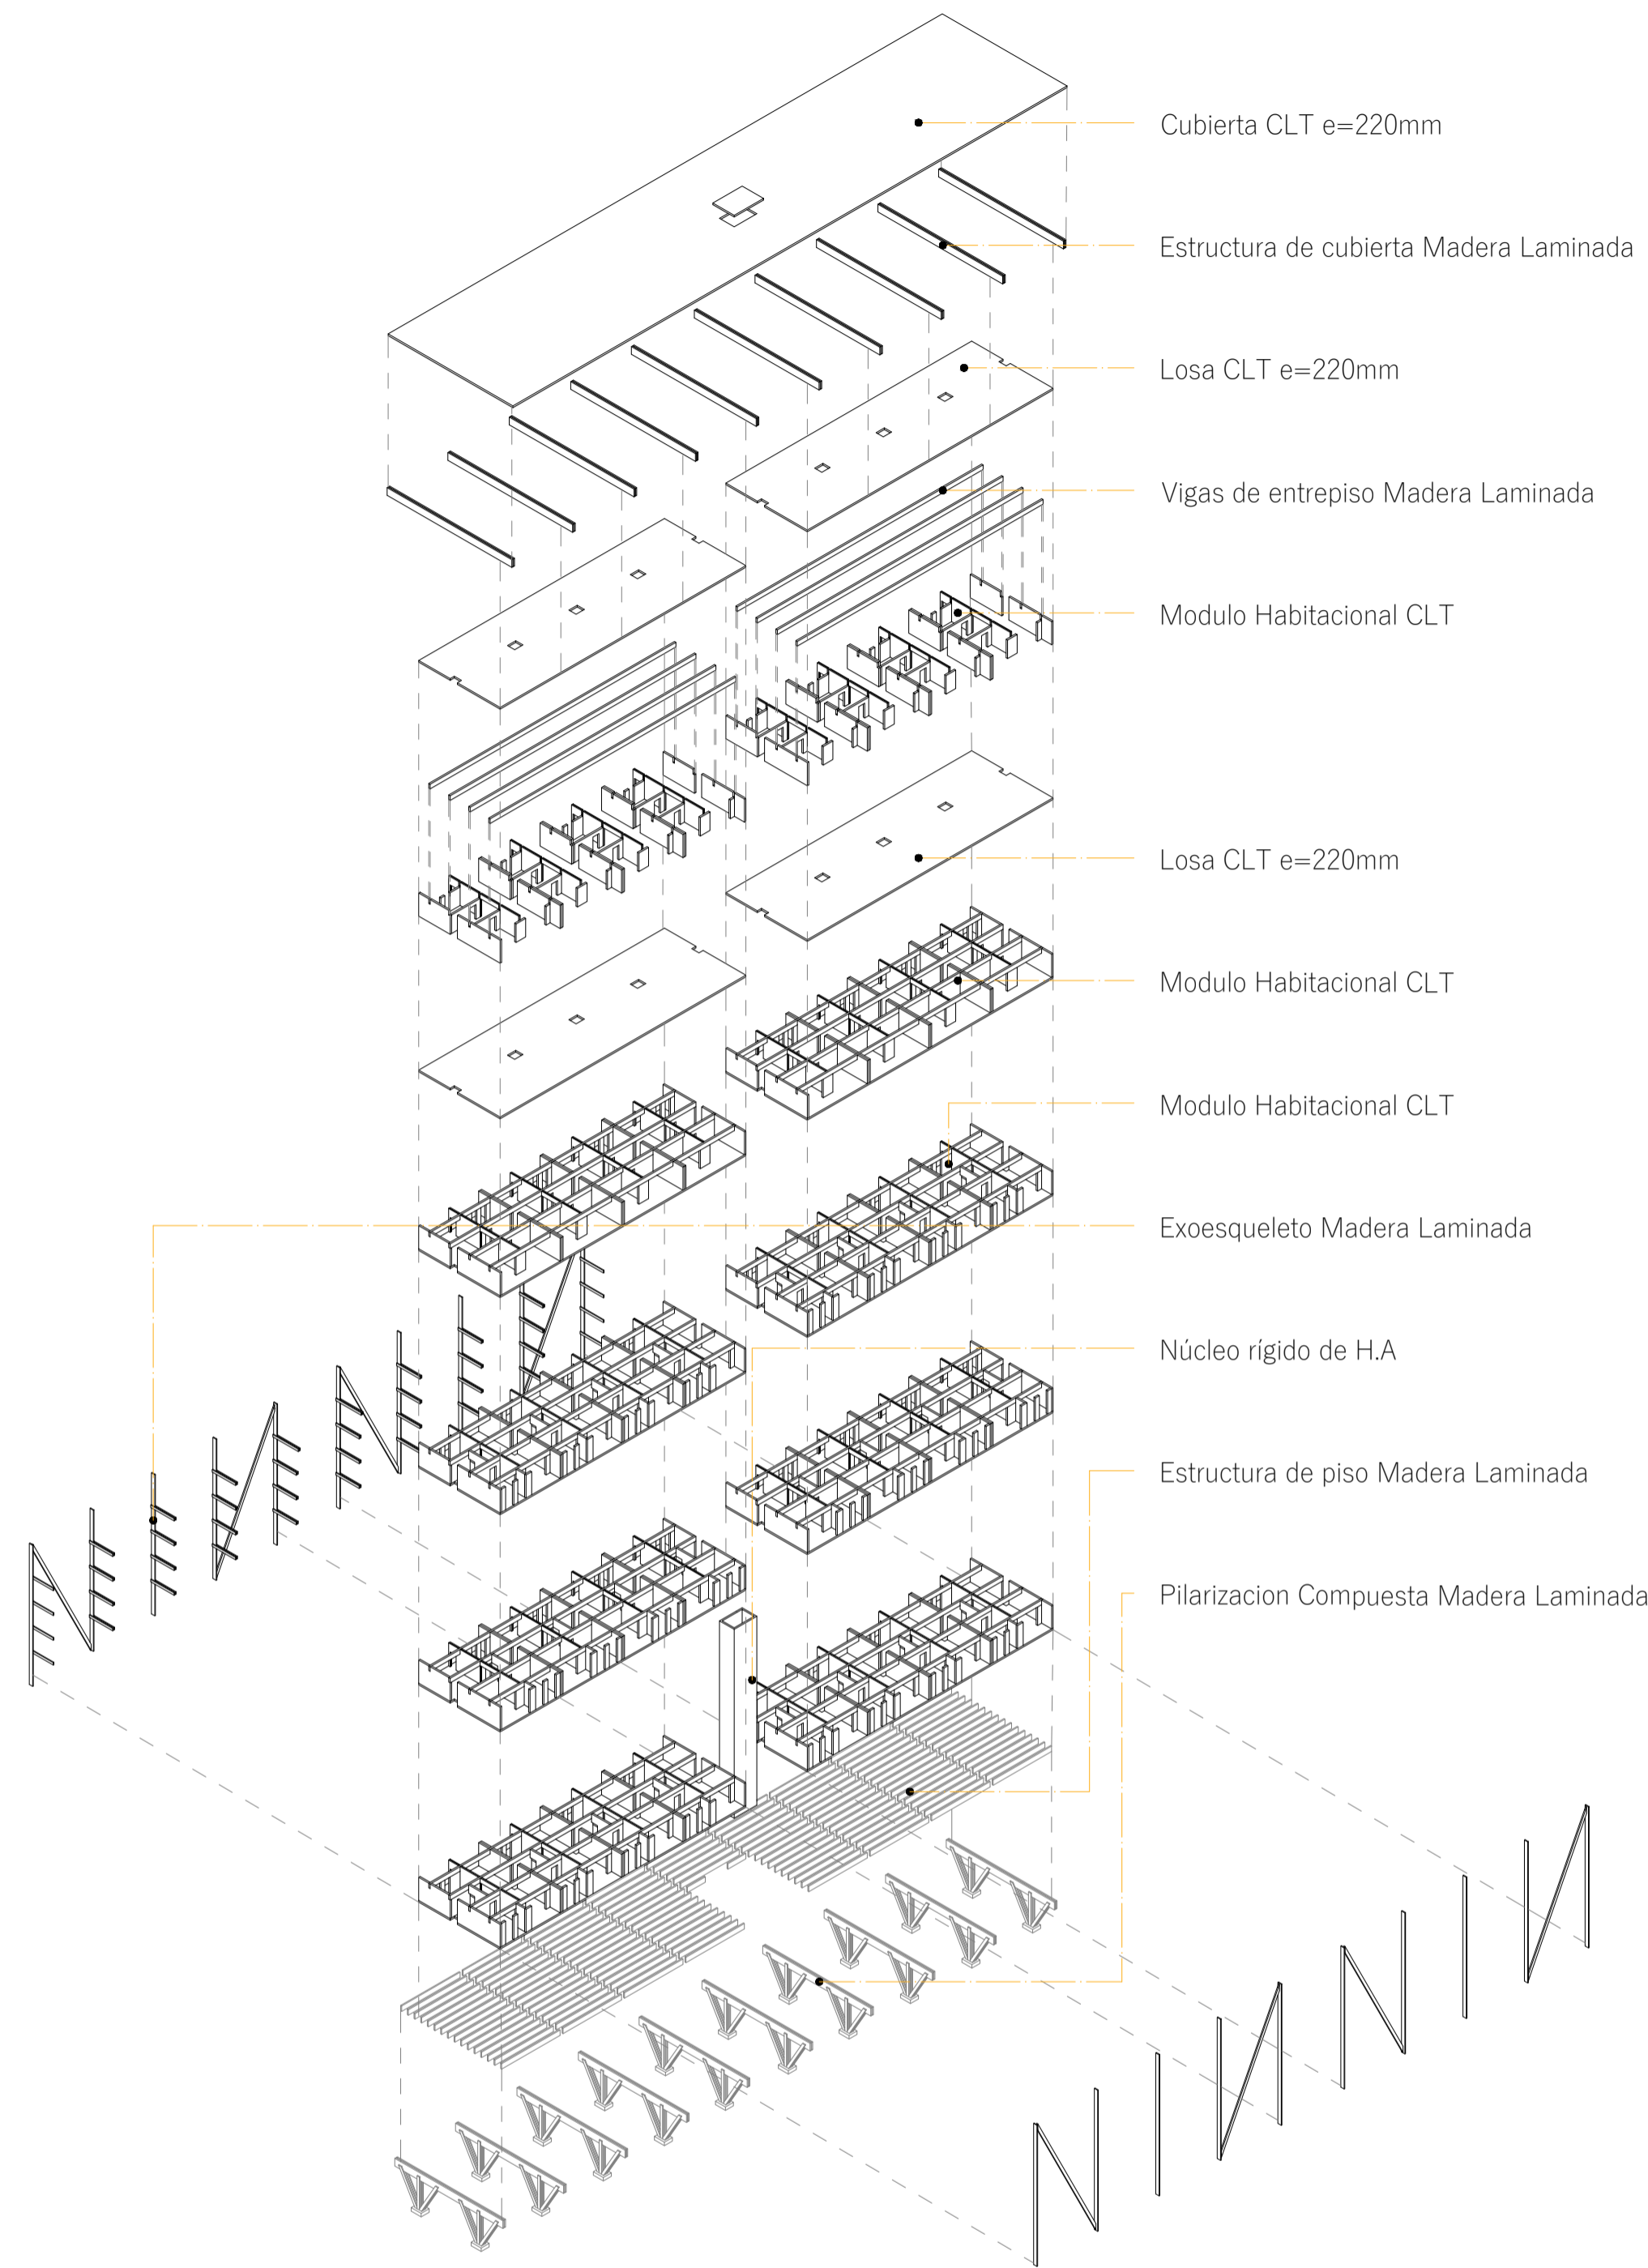 Cubierta CLT e=220mm
Estructura de cubierta Madera Laminada
Losa CLT e=220mm
Vigas de entrepiso Madera Laminada
Modulo Habitacional CLT
Losa CLT e=220mm
Modulo Habitacional CLT
Modulo Habitacional CLT
Exoesqueleto Madera Laminada
Núcleo rígido de H.A
Estructura de piso Madera Laminada
Pilarizacion Compuesta Madera Laminada